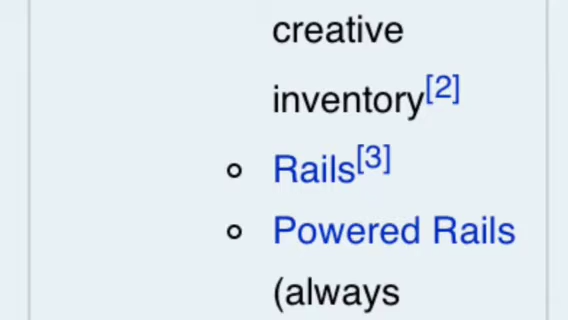 creative
inventory[2]
Rails[3]
Powered Rails
(always